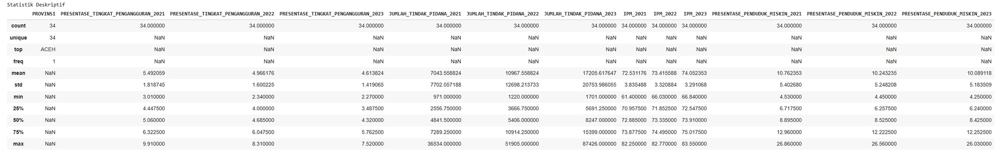 Statistik Deskriptif
PROVINSI PRESENTASE_TINGKAT_PENGANGGURAN_2021 PRESENTASE_TINGKAT_PENGANGGURAN_2022 PRESENTASE_TINGKAT_PENGANGGURAN_2023 JUMLAH_TINDAK_PIDANA_2021 JUMLAH_TINDAK_PIDANA_2022 JUMLAH_TINDAK_PIDANA_2023 IPM_2021 IPM_2022 IPM_2023 PRESENTASE_PENDUDUK_MISKIN_2021 PRESENTASE_PENDUDUK_MISKIN_2022 PRESENTASE_PENDUDUK_MISKIN_2023
count 34 34.000000 34.000000 34.000000 34.000000 34.000000 34.000000 34.000000 34.000000 34.000000 34.000000 34.000000 34.000000
unique 34 NaN NaN NaN NaN NaN NaN NaN NaN NaN NaN NaN NaN
top ACEH NaN NaN NaN NaN NaN NaN NaN NaN NaN NaN NaN NaN
freq 1 NaN NaN NaN NaN NaN NaN NaN NaN NaN NaN NaN NaN
mean NaN 5.492059 4.966176 4.613824 7043.558824 10967.558824 17205.617647 72.531176 73.415588 74.052353 10.762353 10.243235 10.089118
std NaN 1.818745 1.600225 1.419065 7702.057188 12698.213733 20753.986055 3.835488 3.320884 3.291068 5.402680 5.248208 5.183509
min NaN 3.010000 2.340000 2.270000 971.000000 1220.000000 1701.000000 61.400000 66.030000 66.840000 4.530000 4.450000 4.250000
25% NaN 4.447500 4.000000 3.487500 2556.750000 3666.750000 5691.250000 70.957500 71.852500 72.547500 6.717500 6.257500 6.240000
50% NaN 5.060000 4.685000 4.320000 4841.500000 5406.000000 8247.000000 72.885000 73.335000 73.910000 8.895000 8.525000 8.425000
75% NaN 6.322500 6.047500 5.762500 7289.250000 10914.250000 15399.000000 73.877500 74.495000 75.017500 12.960000 12.222500 12.252500
max NaN 9.910000 8.310000 7.520000 36534.000000 51905.000000 87426.000000 82.250000 82.770000 83.550000 26.860000 26.560000 26.030000